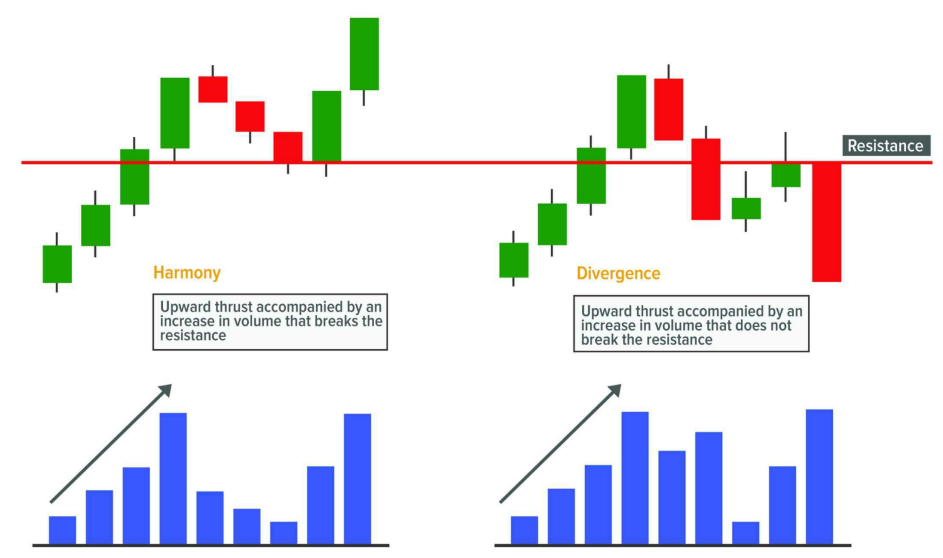 Resistance
Harmony
Upward thrust accompanied by an
increase in volume that breaks the
resistance
Divergence
Upward thrust accompanied by an
increase in volume that does not
break the resistance